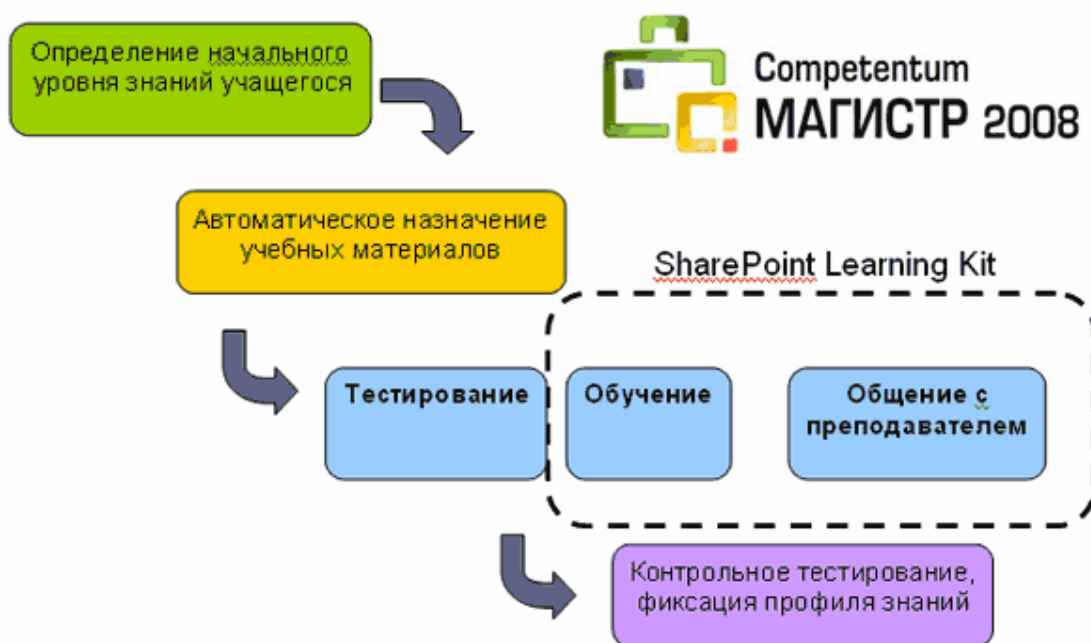 Определение начального
уровня знаний учащегося
Competentum
МАГИСТР 2008
Автоматическое назначение
учебных материалов
SharePoint Learning Kit
Тестирование
Обучение
Общение с
преподавателем
Контрольное тестирование,
фиксация профиля знаний